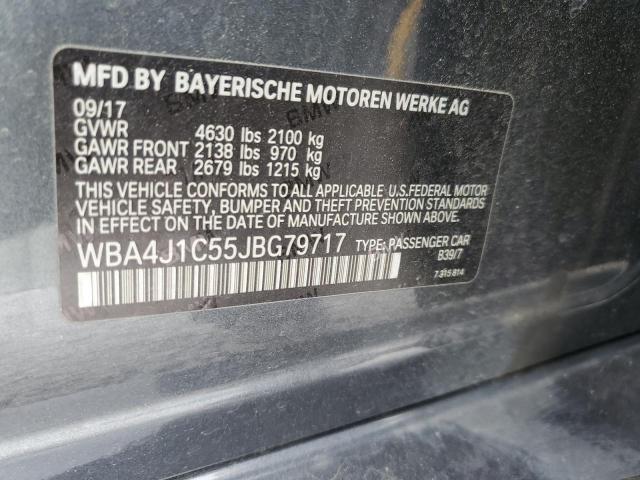 MFD BY BAYERISCHE MOTOREN WERKE AG
09/17
GVWR 4630 lbs 2100 kg
GAWR FRONT 2138 lbs 970 kg
GAWR REAR 2679 lbs 1215 kg
THIS VEHICLE CONFORMS TO ALL APPLICABLE U.S.FEDERAL MOTOR
VEHICLE SAFETY, BUMPER AND THEFT PREVENTION STANDARDS
IN EFFECT ON THE DATE OF MANUFACTURE SHOWN ABOVE.
WBA4J1C55JBG79717 TYPE: PASSENGER CAR
B39/7
7 315 814